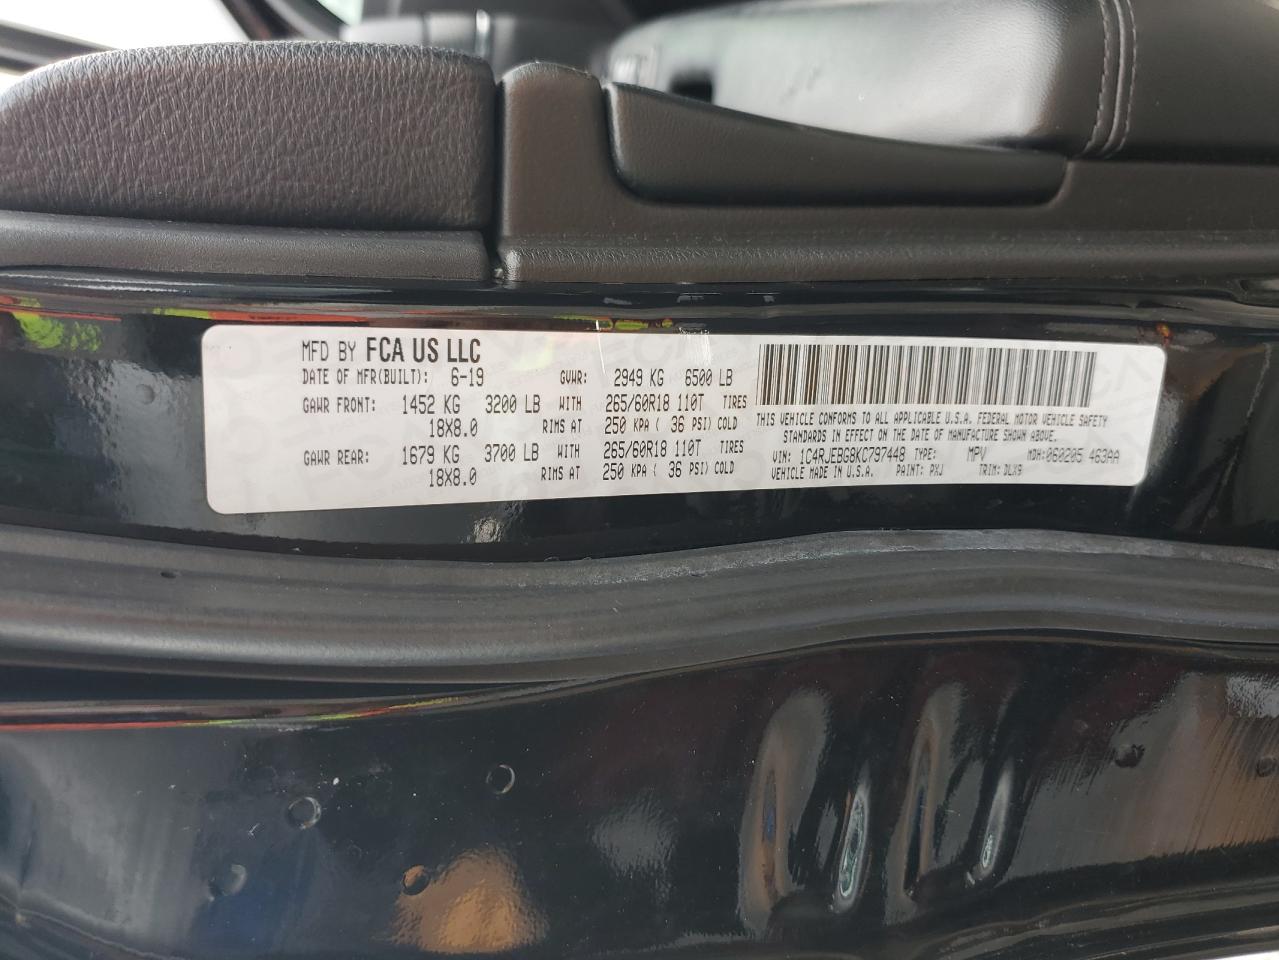 MFD BY FCA US LLC
DATE OF MFR(BUILT): 6-19 GVWR: 2949 KG 6500 LB
GAWR FRONT: 1452 KG 3200 LB WITH 265/60R18 110T TIRES
18X8.0 RIMS AT 250 KPA ( 36 PSI) COLD
GAWR REAR: 1679 KG 3700 LB WITH 265/60R18 110T TIRES
18X8.0 RIMS AT 250 KPA ( 36 PSI) COLD
THIS VEHICLE CONFORMS TO ALL APPLICABLE U.S.A. FEDERAL MOTOR VEHICLE SAFETY
STANDARDS IN EFFECT ON THE DATE OF MANUFACTURE SHOWN ABOVE.
VIN: 1C4RJEBG8KC797448 TYPE: MPV MDH: 060205 463AA
VEHICLE MADE IN U.S.A. PAINT: PXJ TRIM: DLX9